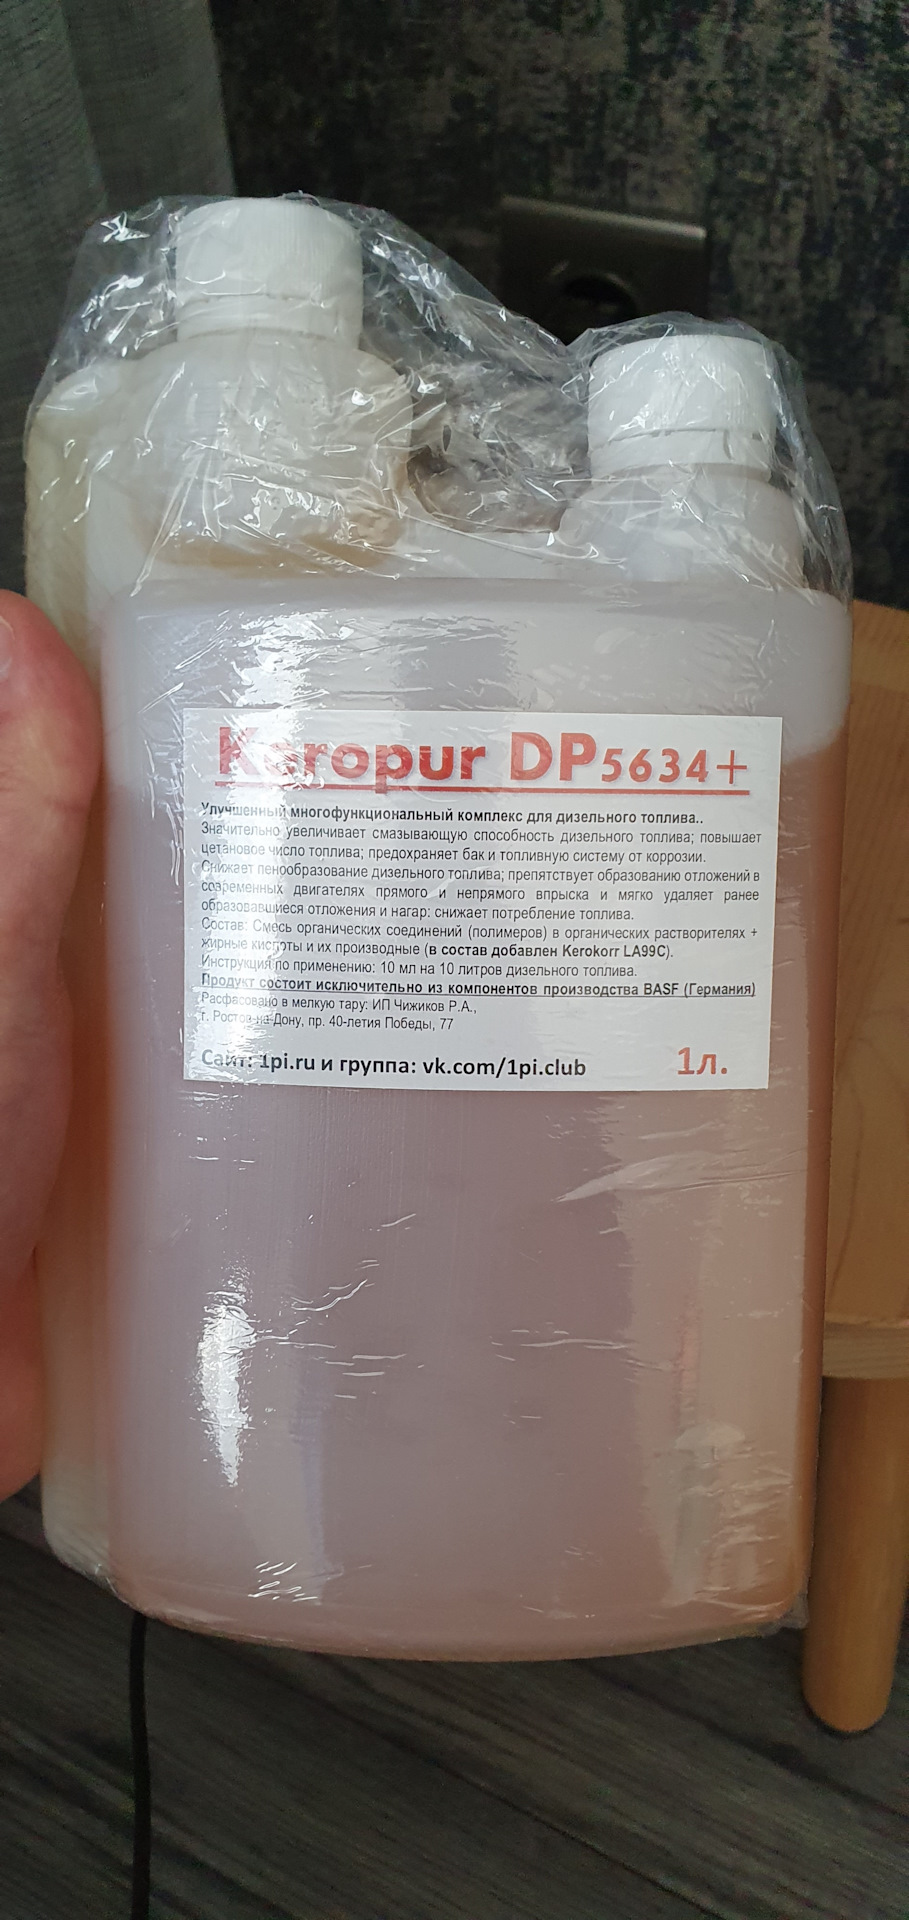 Keropur DP5634+
Улучшенный многофункциональный комплекс для дизельного топлива..
Значительно увеличивает смазывающую способность дизельного топлива; повышает
цетановое число топлива; предохраняет бак и топливную систему от коррозии.
Снижает пенообразование дизельного топлива; препятствует образованию отложений в
современных двигателях прямого и непрямого впрыска и мягко удаляет ранее
образовавшиеся отложения и нагар: снижает потребление топлива.
Состав: Смесь органических соединений (полимеров) в органических растворителях +
жирные кислоты и их производные (в состав добавлен Kerokorr LA99C).
Инструкция по применению: 10 мл на 10 литров дизельного топлива.
Продукт состоит исключительно из компонентов производства BASF (Германия)
Расфасовано в мелкую тару: ИП Чижиков Р.А.,
г. Ростов-на-Дону, пр. 40-летия Победы, 77
Сайт: 1pi.ru и группа: vk.com/1pi.club 1л.